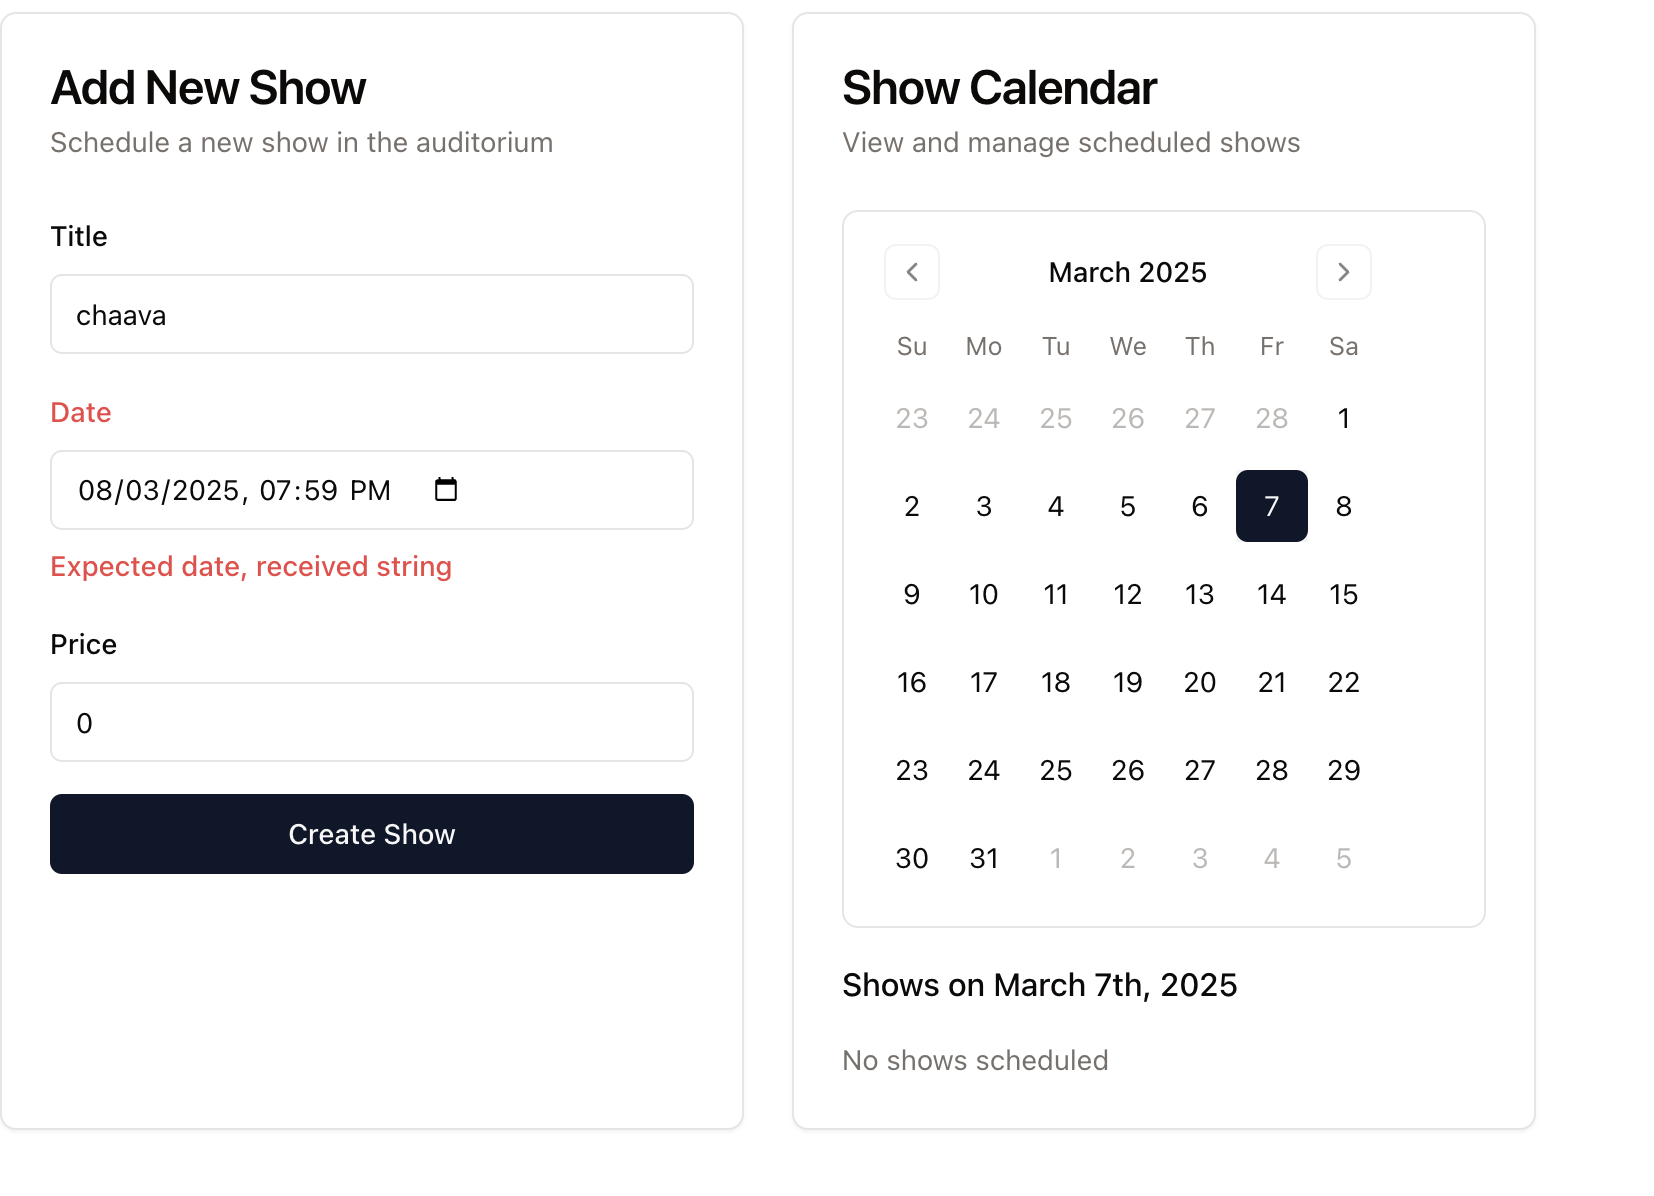 Add New Show
Schedule a new show in the auditorium
Title
chaava
Date
08/03/2025, 07:59 PM
Expected date, received string
Price
0
Create Show
Show Calendar
View and manage scheduled shows
March 2025
Su Mo Tu We Th Fr Sa
23 24 25 26 27 28 1
2 3 4 5 6 7 8
9 10 11 12 13 14 15
16 17 18 19 20 21 22
23 24 25 26 27 28 29
30 31 1 2 3 4 5
Shows on March 7th, 2025
No shows scheduled